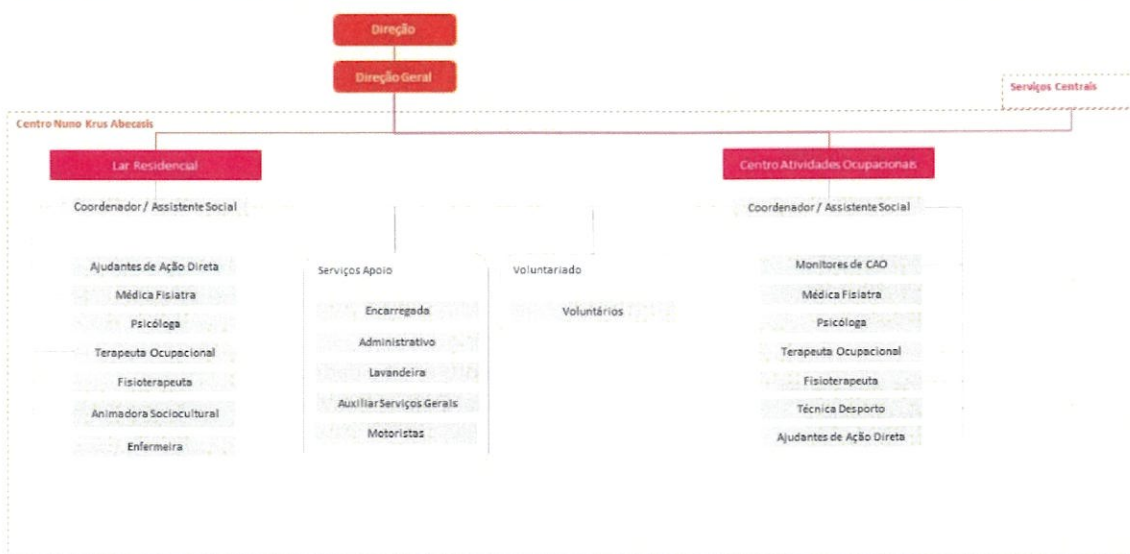 Direção
Direção Geral
Serviços Centrais
Centro Nuno Krus Abecasis
Lar Residencial
Coordenador / Assistente Social
Ajudantes de Ação Direta
Médica Fisiatra
Psicóloga
Terapeuta Ocupacional
Fisioterapeuta
Animadora Sociocultural
Enfermeira
Serviços Apoio
Encarregada
Administrativo
Lavandeira
Auxiliar Serviços Gerais
Motoristas
Voluntariado
Voluntários
Centro Atividades Ocupacionais
Coordenador / Assistente Social
Monitores de CAO
Médica Fisiatra
Psicóloga
Terapeuta Ocupacional
Fisioterapeuta
Técnica Desporto
Ajudantes de Ação Direta